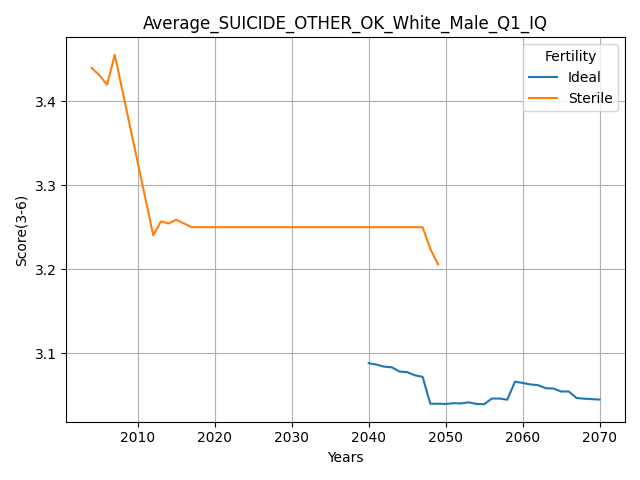 Average_SUICIDE_OTHER_OK_White_Male_Q1_IQ
Fertility
Ideal
Sterile
Score(3-6)
3.4
3.3
3.2
3.1
2010 2020 2030 2040 2050 2060 2070
Years